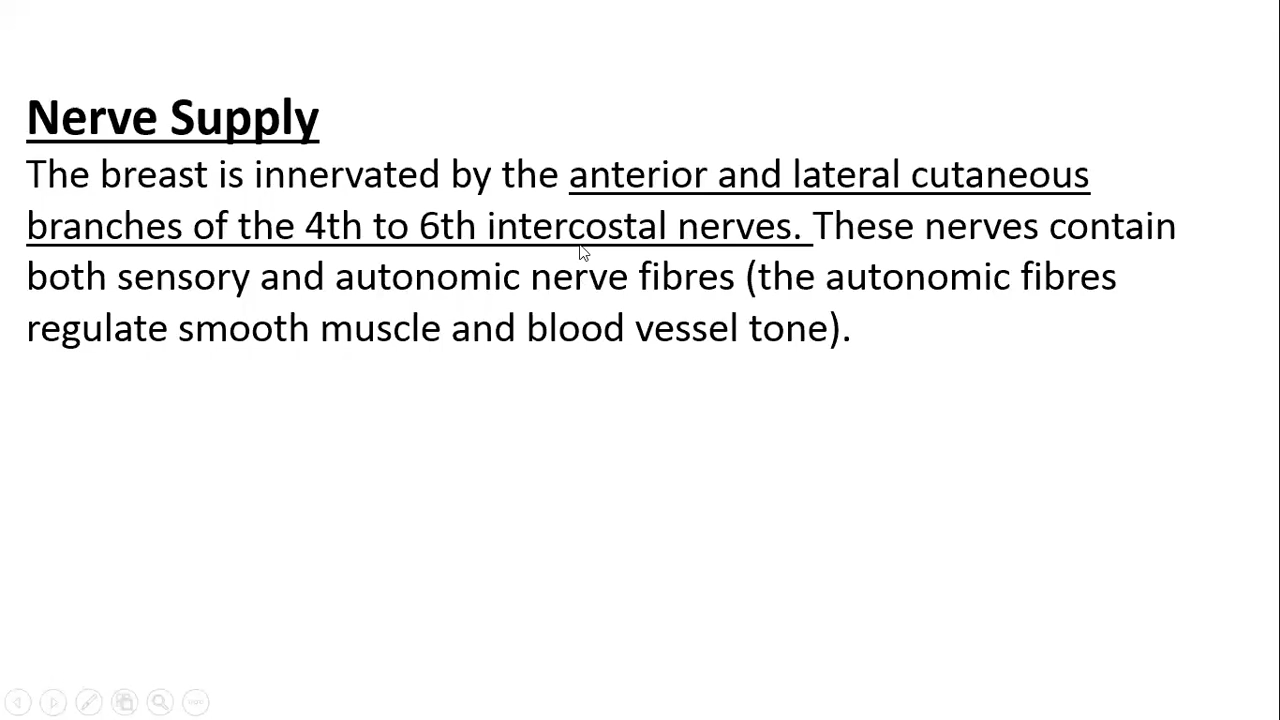 Nerve Supply
The breast is innervated by the anterior and lateral cutaneous
branches of the 4th to 6th intercostal nerves. These nerves contain
both sensory and autonomic nerve fibres (the autonomic fibres
regulate smooth muscle and blood vessel tone).